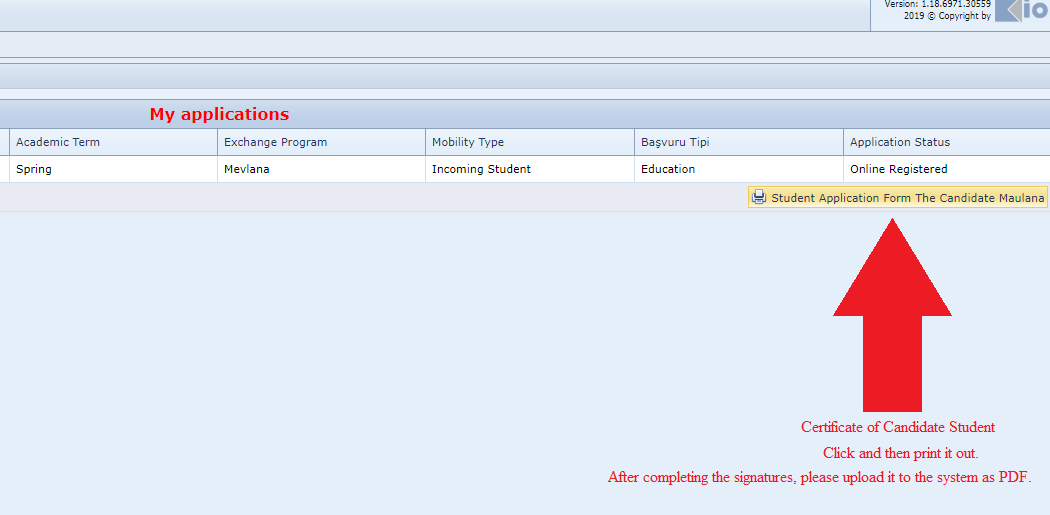 Version: 1.18.6971.30559
2019 © Copyright by
Kio
My applications
Academic Term Exchange Program Mobility Type Başvuru Tipi Application Status
Spring Mevlana Incoming Student Education Online Registered
Student Application Form The Candidate Maulana
Certificate of Candidate Student
Click and then print it out.
After completing the signatures, please upload it to the system as PDF.